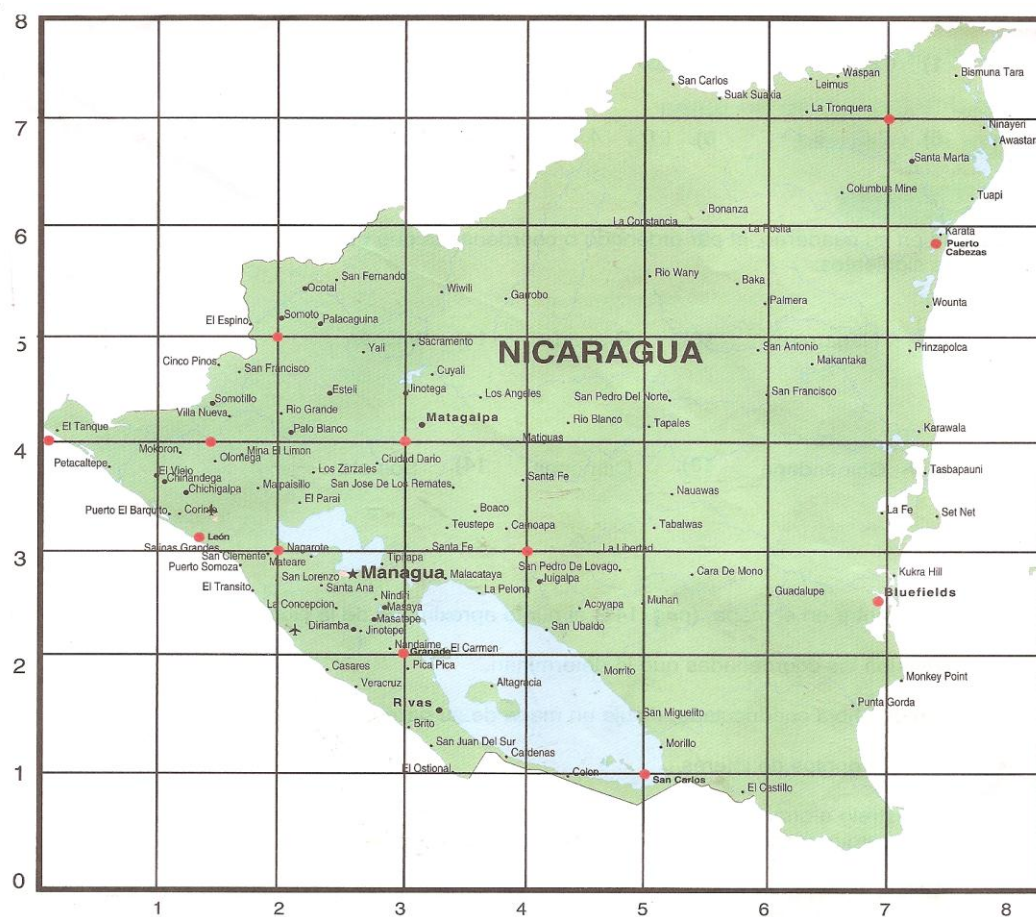 8
San Carlos
Waspan
Leimus
Bismuna Tara
Suak Suakia
La Tronquera
7
Ninayeri
Awastar
Santa Marta
Columbus Mine
Tuapi
Bonanza
La Constancia
La Rosita
6
Karata
Puerto
Cabezas
San Fernando
Ocotal
Wiwili
Garrobo
Rio Wany
Baka
Palmera
Wounta
El Espino
Somoto
Palacaguina
5
Cinco Pinos
San Francisco
Yali
Sacramento
NICARAGUA
San Antonio
Makantaka
Prinzapolca
Cuyali
Somotillo
Esteli
Jinotega
Los Angeles
San Pedro Del Norte
San Francisco
Villa Nueva
Rio Grande
Matagalpa
Rio Blanco
Tapales
El Tanque
Palo Blanco
Karawala
4
Matiguas
Mokoron
Mina El Limon
Petacaltepe
Olomega
Ciudad Dario
El Viejo
Los Zarzales
Tasbapauni
Chinandega
Santa Fe
Chichigalpa
Malpaisillo
San Jose De Los Remates
Nauawas
El Parai
Puerto El Barquito
Corinto
Boaco
La Fe
Set Net
Teustepe
Camoapa
Tabalwas
León
3
Salinas Grandes
Nagarote
Santa Fe
La Libertad
San Clemente
Mateare
Tipitapa
Puerto Somoza
San Pedro De Lovago
Managua
Malacataya
Juigalpa
Cara De Mono
Kukra Hill
San Lorenzo
El Transito
Santa Ana
La Pelona
Guadalupe
Bluefields
Nindiri
La Concepcion
Masaya
Acoyapa
Muhan
Masatepe
Diriamba
Jinotepe
San Ubaldo
Nandaime
El Carmen
Granada
2
Casares
Pica Pica
Morrito
Monkey Point
Veracruz
Altagracia
Rivas
Punta Gorda
Brito
San Miguelito
San Juan Del Sur
Morillo
Cardenas
El Ostional
Colon
1
San Carlos
El Castillo
0
1 2 3 4 5 6 7 8